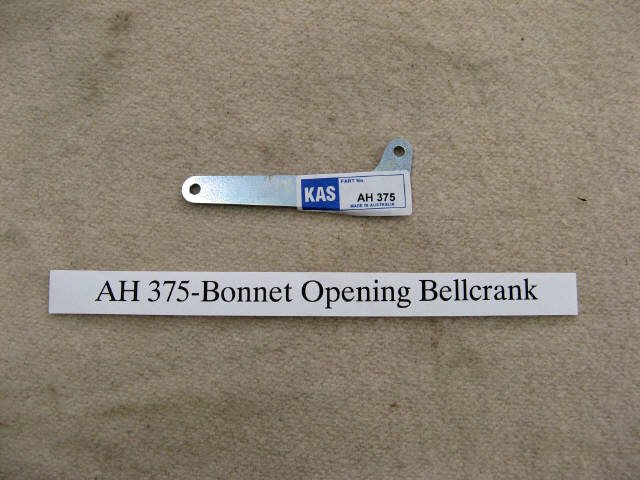 KAS
PART No.
AH 375
MADE IN AUSTRALIA
AH 375-Bonnet Opening Bellcrank